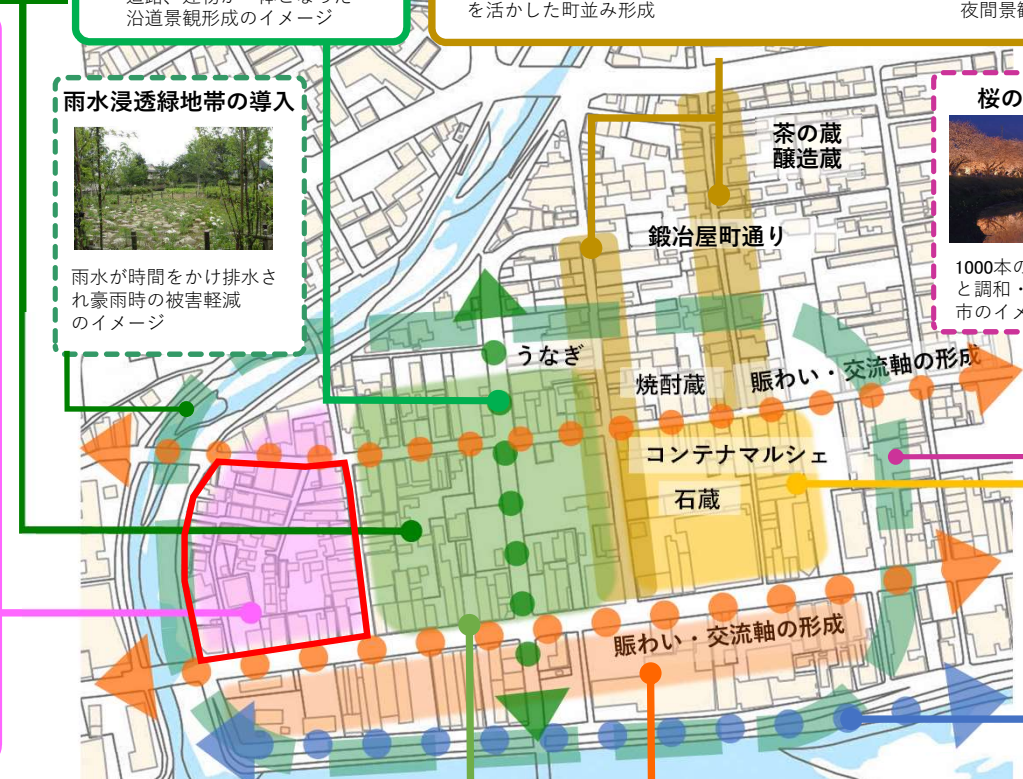 沿道景観形成のイメージ
を活かした町並み形成
夜間景
雨水浸透緑地帯の導入
雨水が時間をかけ排水さ
れ豪雨時の被害軽減
のイメージ
桜の
1000本の
と調和・
市のイメ
茶の蔵
醸造蔵
鍛冶屋町通り
うなぎ
焼酎蔵
賑わい・交流軸の形成
コンテナマルシェ
石蔵
賑わい・交流軸の形成